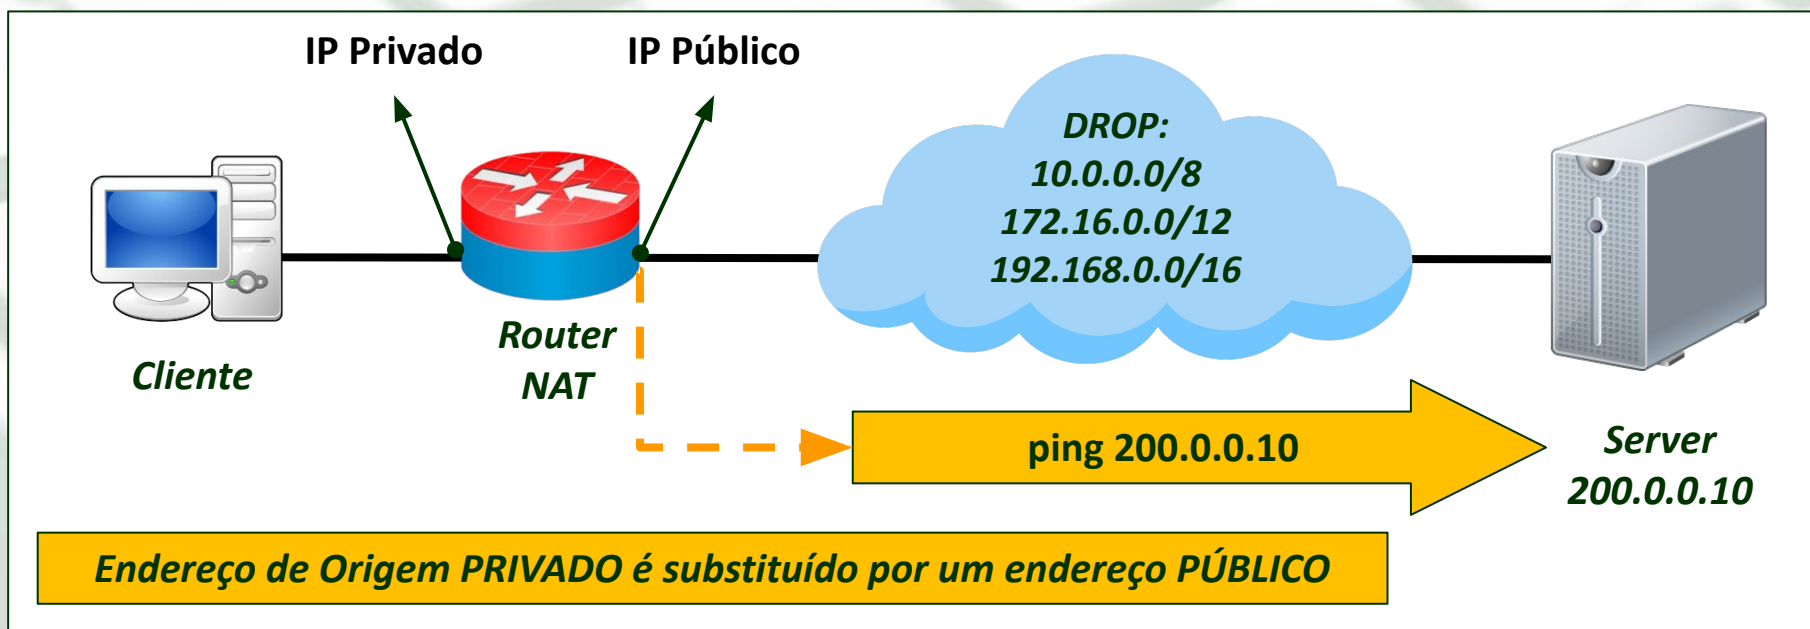 IP Privado
IP Público
DROP:
10.0.0.0/8
172.16.0.0/12
192.168.0.0/16
Router
NAT
Cliente
ping 200.0.0.10
Server
200.0.0.10
Endereço de Origem PRIVADO é substituído por um endereço PÚBLICO